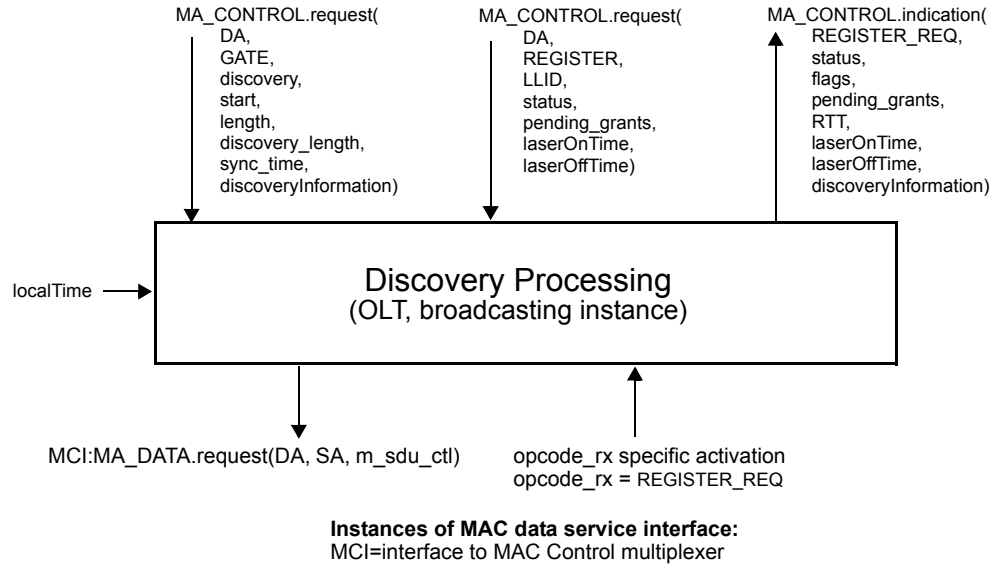 MA_CONTROL.request(
DA,
GATE,
discovery,
start,
length,
discovery_length,
sync_time,
discoveryInformation)
MA_CONTROL.request(
DA,
REGISTER,
LLID,
status,
pending_grants,
laserOnTime,
laserOffTime)
MA_CONTROL.indication(
REGISTER_REQ,
status,
flags,
pending_grants,
RTT,
laserOnTime,
laserOffTime,
discoveryInformation)
localTime
Discovery Processing
(OLT, broadcasting instance)
MCI:MA_DATA.request(DA, SA, m_sdu_ctl)
opcode_rx specific activation
opcode_rx = REGISTER_REQ
Instances of MAC data service interface:
MCI=interface to MAC Control multiplexer